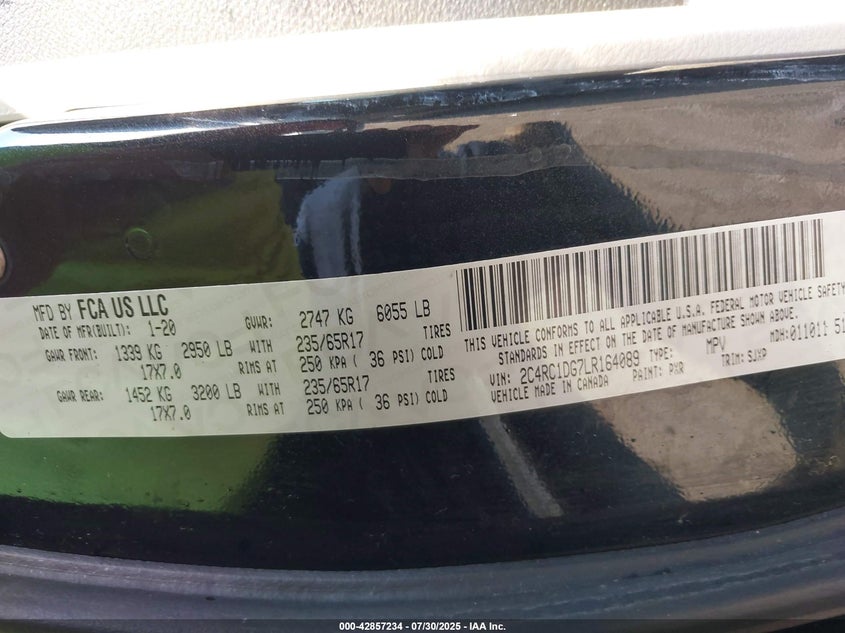 MFD BY FCA US LLC
DATE OF MFR(BUILT): 1-20 GVWR: 2747 KG 6055 LB
GAWR FRONT: 1339 KG 2950 LB WITH 235/65R17 TIRES
17X7.0 RIMS AT 250 KPA ( 36 PSI) COLD
GAWR REAR: 1452 KG 3200 LB WITH 235/65R17 TIRES
17X7.0 RIMS AT 250 KPA ( 36 PSI) COLD
THIS VEHICLE CONFORMS TO ALL APPLICABLE U.S.A. FEDERAL MOTOR VEHICLE SAFETY
STANDARDS IN EFFECT ON THE DATE OF MANUFACTURE SHOWN ABOVE.
VIN: 2C4RC1DG7LR164089 TYPE: MPV MDH:011011 51
VEHICLE MADE IN CANADA PAINT: PXR TRIM:
000-42857234 | 07/30/2025 | IAA Inc.